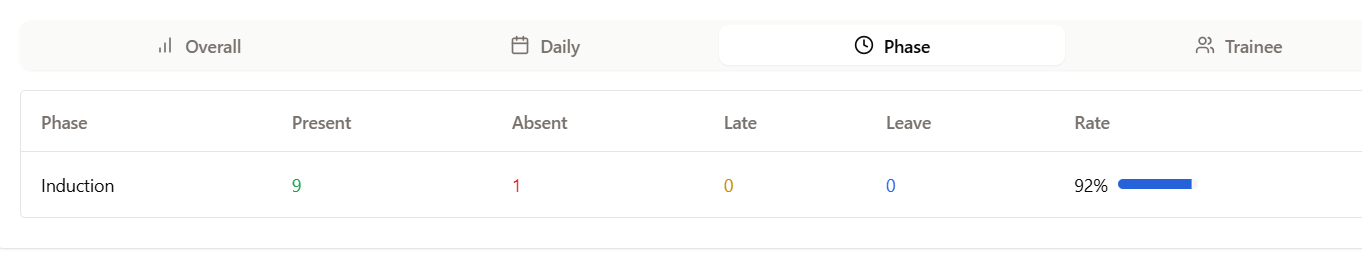 Overall Daily Phase Trainee
Phase Present Absent Late Leave Rate
Induction 9 1 0 0 92%